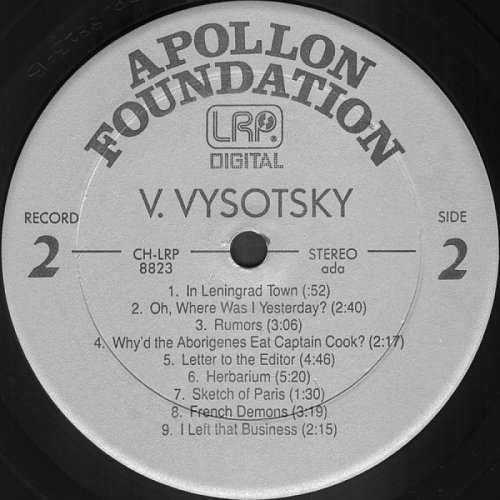 APOLLON
FOUNDATION
LRP®
DIGITAL
V. VYSOTSKY
RECORD
2
SIDE
2
CH-LRP
8823
STEREO
ada
1. In Leningrad Town (:52)
2. Oh, Where Was I Yesterday? (2:40)
3. Rumors (3:06)
4. Why'd the Aborigenes Eat Captain Cook? (2:17)
5. Letter to the Editor (4:46)
6. Herbarium (5:20)
7. Sketch of Paris (1:30)
8. French Demons (3:19)
9. I Left that Business (2:15)